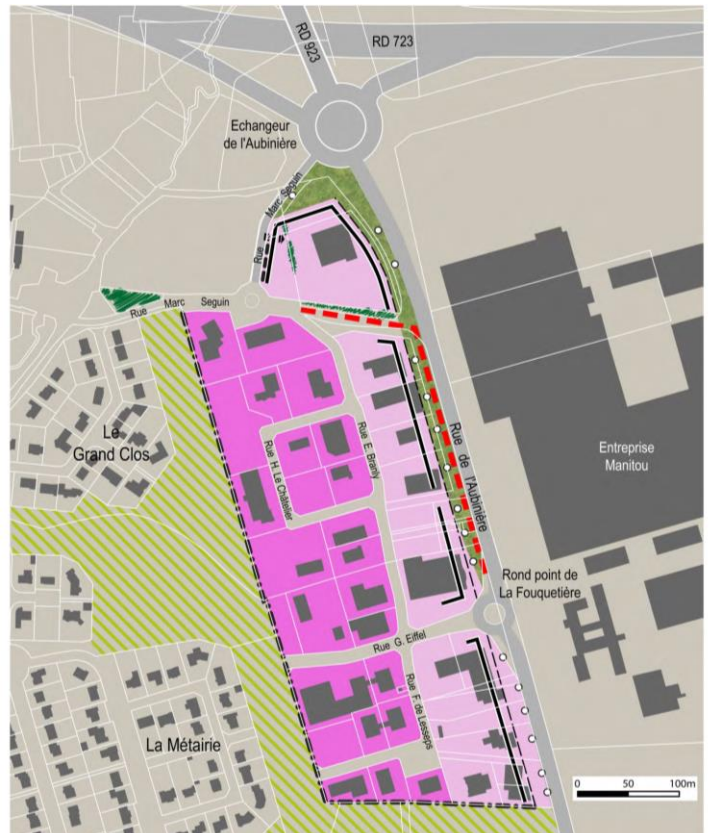 RD 923
RD 723
Echangeur
de l'Aubinière
Rue Marc Seguin
Rue Marc Seguin
Le
Grand Clos
Rue H. Le Châtelier
Rue E. Branly
Rue de l'Aubinière
Entreprise
Manitou
Rond point de
La Fouquetière
Rue G. Eiffel
Rue F. de Lesseps
La Métairie
0 50 100m